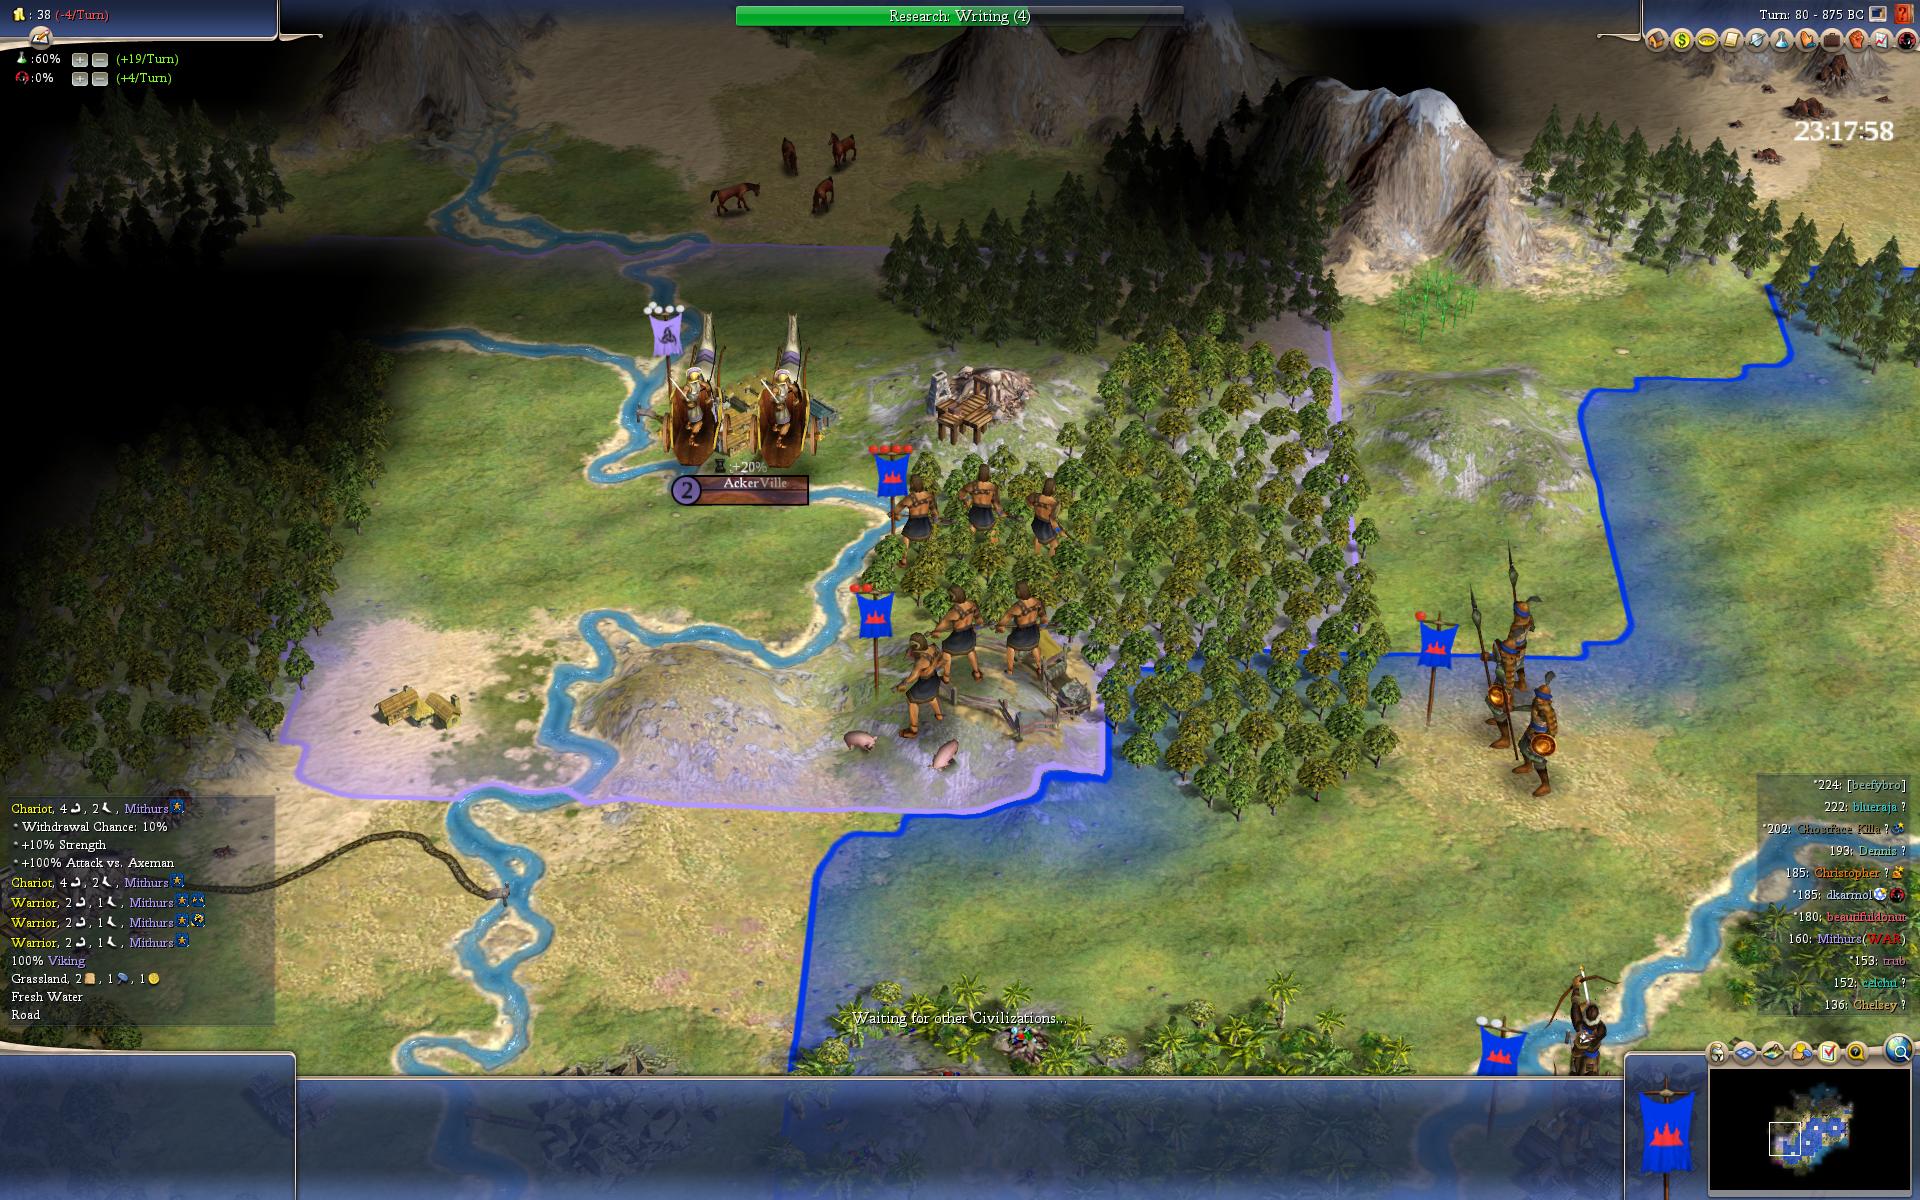 : 38 (-4/Turn)
Research: Writing (4)
Turn: 80 - 875 BC
:60% (+19/Turn)
:0% (+4/Turn)
23:17:58
:+20%
2 AckerVille
Chariot, 4, 2, Mithurs
* Withdrawal Chance: 10%
* +10% Strength
* +100% Attack vs. Axeman
Chariot, 4, 2, Mithurs
Warrior, 2, 1, Mithurs
Warrior, 2, 1, Mithurs
Warrior, 2, 1, Mithurs
100% Viking
Grassland, 2, 1, 1
Fresh Water
Road
Waiting for other Civilizations...
*224: [beefybro]
222: blueraja ?
*202: Ghostface Killa ?
193: Dennis ?
185: Christopher ?
*185: dkarmol
*180: beautifuldonut
160: Mithurs(WAR)
*153: trub
152: celchu ?
136: Chelsey ?